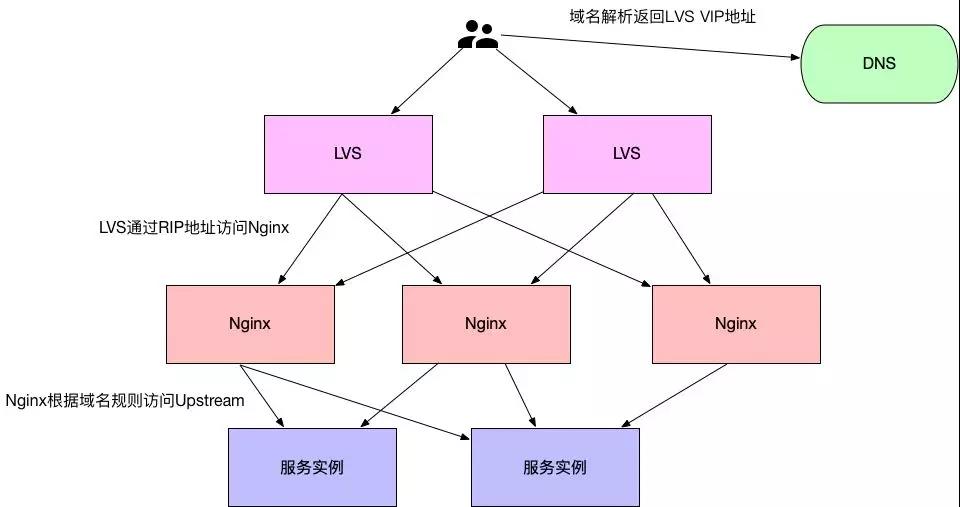 域名解析返回LVS VIP地址
DNS
LVS
LVS
LVS通过RIP地址访问Nginx
Nginx
Nginx
Nginx
Nginx根据域名规则访问Upstream
服务实例
服务实例